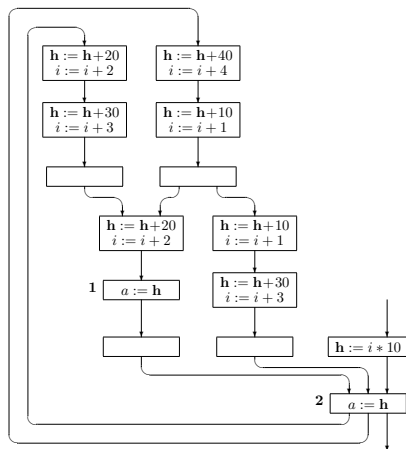 h := h+20
i := i + 2
h := h+40
i := i + 4
h := h+30
i := i + 3
h := h+10
i := i + 1
h := h+20
i := i + 2
h := h+10
i := i + 1
1
a := h
h := h+30
i := i + 3
h := i * 10
2
a := h